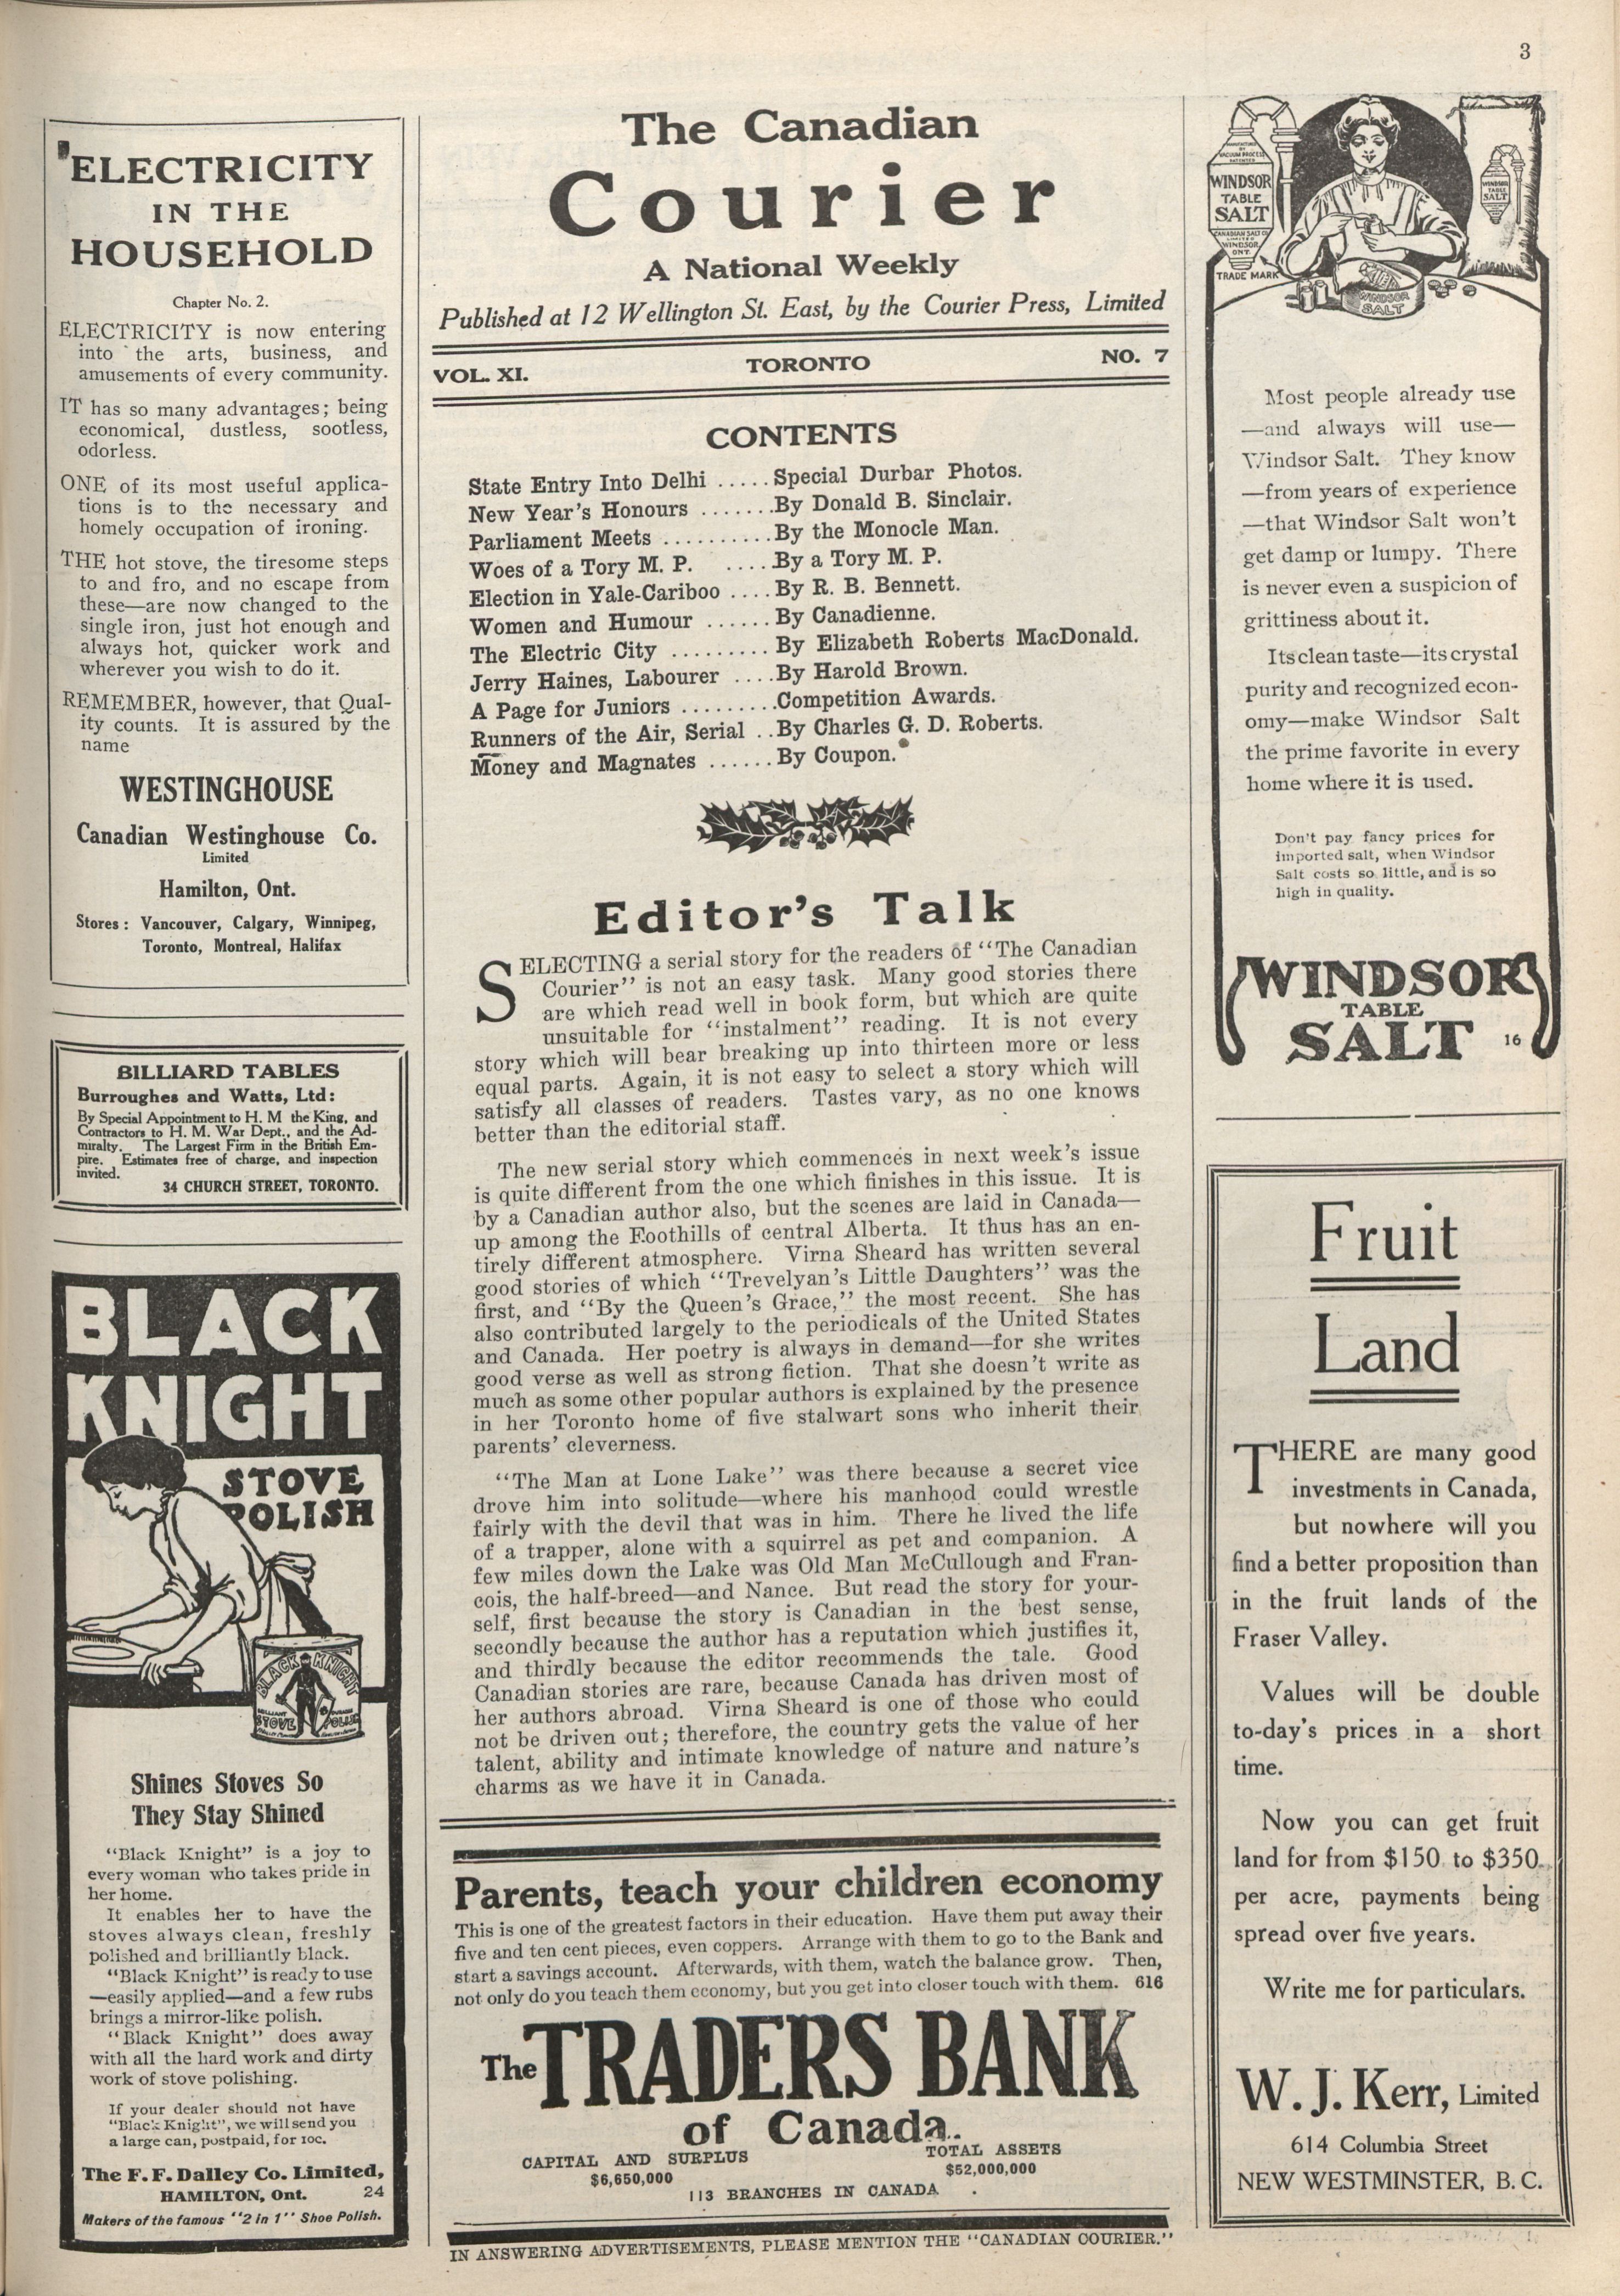 3
ELECTRICITY
IN THE
HOUSEHOLD
Chapter No. 2.
ELECTRICITY is now entering
into the arts, business, and
amusements of every community.
IT has so many advantages; being
economical, dustless, sootless,
odorless.
ONE of its most useful applica-
tions is to the necessary and
homely occupation of ironing.
THE hot stove, the tiresome steps
to and fro, and no escape from
these—are now changed to the
single iron, just hot enough and
always hot, quicker work and
wherever you wish to do it.
REMEMBER, however, that Qual-
ity counts. It is assured by the
name
WESTINGHOUSE
Canadian Westinghouse Co.
Limited
Hamilton, Ont.
Stores: Vancouver, Calgary, Winnipeg,
Toronto, Montreal, Halifax
BILLIARD TABLES
Burroughes and Watts, Ltd:
By Special Appointment to H. M the King, and
Contractors to H. M. War Dept., and the Ad-
miralty. The Largest Firm in the British Em-
pire. Estimates free of charge, and inspection
invited.
34 CHURCH STREET, TORONTO.
BLACK
KNIGHT
STOVE
POLISH
BLACK KNIGHT
STOVE POLISH
Shines Stoves So
They Stay Shined
"Black Knight" is a joy to
every woman who takes pride in
her home.
It enables her to have the
stoves always clean, freshly
polished and brilliantly black.
"Black Knight" is ready to use
—easily applied—and a few rubs
brings a mirror-like polish.
"Black Knight" does away
with all the hard work and dirty
work of stove polishing.
If your dealer should not have
"Black Knight", we will send you
a large can, postpaid, for 10c.
The F. F. Dalley Co. Limited,
HAMILTON, Ont. 24
Makers of the famous "2 in 1" Shoe Polish.
The Canadian
Courier
A National Weekly
Published at 12 Wellington St. East, by the Courier Press, Limited
VOL. XI. TORONTO NO. 7
CONTENTS
State Entry Into Delhi ..... Special Durbar Photos.
New Year's Honours ....... By Donald B. Sinclair.
Parliament Meets .......... By the Monocle Man.
Woes of a Tory M. P. .... By a Tory M. P.
Election in Yale-Cariboo .... By R. B. Bennett.
Women and Humour ...... By Canadienne.
The Electric City ......... By Elizabeth Roberts MacDonald.
Jerry Haines, Labourer .... By Harold Brown.
A Page for Juniors ......... Competition Awards.
Runners of the Air, Serial .. By Charles G. D. Roberts.
Money and Magnates ...... By Coupon.
Editor's Talk
SELECTING a serial story for the readers of "The Canadian
Courier" is not an easy task. Many good stories there
are which read well in book form, but which are quite
unsuitable for "instalment" reading. It is not every
story which will bear breaking up into thirteen more or less
equal parts. Again, it is not easy to select a story which will
satisfy all classes of readers. Tastes vary, as no one knows
better than the editorial staff.
The new serial story which commences in next week's issue
is quite different from the one which finishes in this issue. It is
by a Canadian author also, but the scenes are laid in Canada—
up among the Foothills of central Alberta. It thus has an en-
tirely different atmosphere. Virna Sheard has written several
good stories of which "Trevelyan's Little Daughters" was the
first, and "By the Queen's Grace," the most recent. She has
also contributed largely to the periodicals of the United States
and Canada. Her poetry is always in demand—for she writes
good verse as well as strong fiction. That she doesn't write as
much as some other popular authors is explained by the presence
in her Toronto home of five stalwart sons who inherit their
parents' cleverness.
"The Man at Lone Lake" was there because a secret vice
drove him into solitude—where his manhood could wrestle
fairly with the devil that was in him. There he lived the life
of a trapper, alone with a squirrel as pet and companion. A
few miles down the Lake was Old Man McCullough and Fran-
cois, the half-breed—and Nance. But read the story for your-
self, first because the story is Canadian in the best sense,
secondly because the author has a reputation which justifies it,
and thirdly because the editor recommends the tale. Good
Canadian stories are rare, because Canada has driven most of
her authors abroad. Virna Sheard is one of those who could
not be driven out; therefore, the country gets the value of her
talent, ability and intimate knowledge of nature and nature's
charms as we have it in Canada.
Parents, teach your children economy
This is one of the greatest factors in their education. Have them put away their
five and ten cent pieces, even coppers. Arrange with them to go to the Bank and
start a savings account. Afterwards, with them, watch the balance grow. Then,
not only do you teach them economy, but you get into closer touch with them. 616
The TRADERS BANK
of Canada
CAPITAL AND SURPLUS
$6,650,000
TOTAL ASSETS
$52,000,000
113 BRANCHES IN CANADA
IN ANSWERING ADVERTISEMENTS, PLEASE MENTION THE "CANADIAN COURIER."
MANUFACTURED
BY
VACUUM PROCESS
PATENTED
WINDSOR
TABLE
SALT
CANADIAN SALT CO
LIMITED
WINDSOR,
ONT.
TRADE MARK
WINDSOR
TABLE
SALT
WINDSOR
SALT
Most people already use
—and always will use—
Windsor Salt. They know
—from years of experience
—that Windsor Salt won't
get damp or lumpy. There
is never even a suspicion of
grittiness about it.
Its clean taste—its crystal
purity and recognized econ-
omy—make Windsor Salt
the prime favorite in every
home where it is used.
Don't pay fancy prices for
imported salt, when Windsor
Salt costs so little, and is so
high in quality.
WINDSOR
TABLE
SALT 16
Fruit
Land
THERE are many good
investments in Canada,
but nowhere will you
find a better proposition than
in the fruit lands of the
Fraser Valley.
Values will be double
to-day's prices in a short
time.
Now you can get fruit
land for from $150 to $350
per acre, payments being
spread over five years.
Write me for particulars.
W. J. Kerr, Limited
614 Columbia Street
NEW WESTMINSTER, B. C.